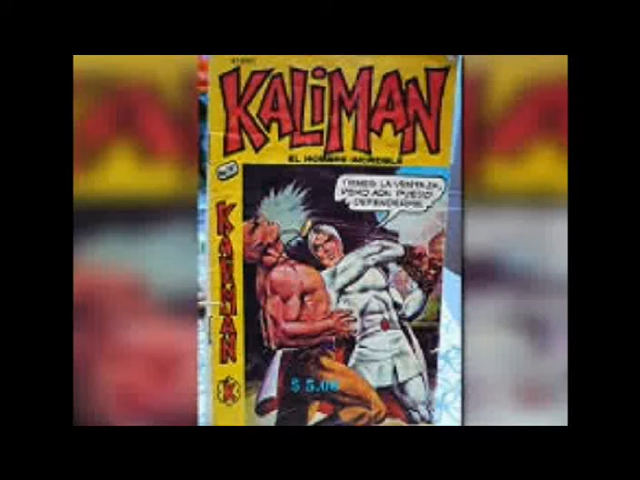 KALIMAN
EL HOMBRE INCREIBLE
TIENES LA VENTAJA,
PERO AÚN PUEDO
DEFENDERME.
KALIMAN
K
$ 5.00